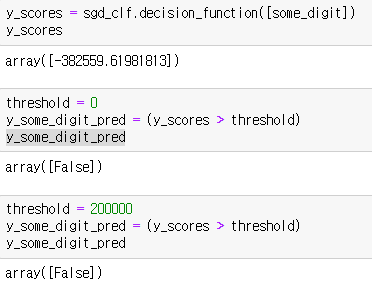 y_scores = sgd_clf.decision_function([some_digit])
y_scores
array([-382559.61981813])
threshold = 0
y_some_digit_pred = (y_scores > threshold)
y_some_digit_pred
array([False])
threshold = 200000
y_some_digit_pred = (y_scores > threshold)
y_some_digit_pred
array([False])